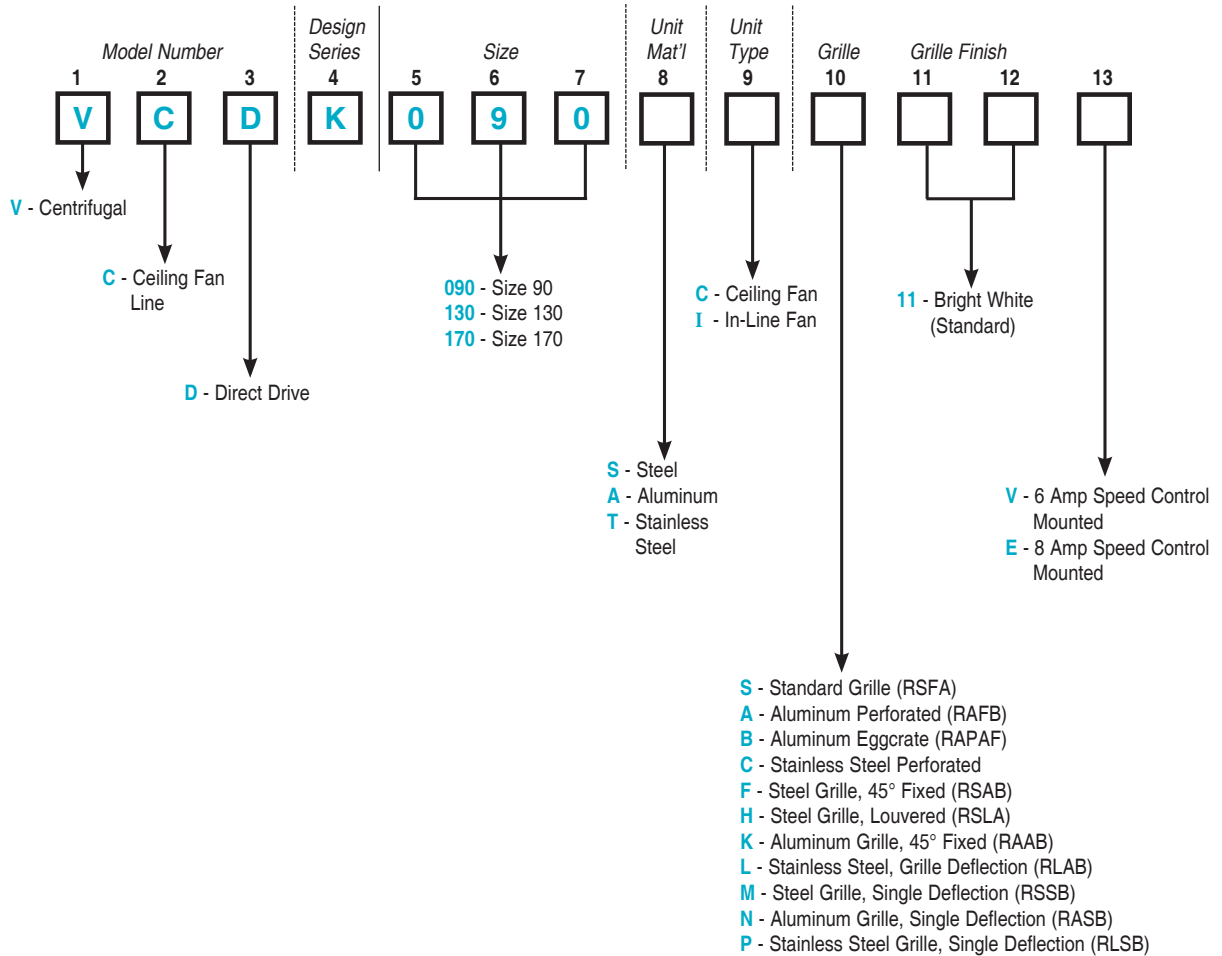 Model Number
Design
Series
Size
Unit
Mat'l
Unit
Type
Grille
Grille Finish
1 2 3 4 5 6 7 8 9 10 11 12 13
V C D K 0 9 0
V - Centrifugal
C - Ceiling Fan
Line
D - Direct Drive
090 - Size 90
130 - Size 130
170 - Size 170
S - Steel
A - Aluminum
T - Stainless
Steel
C - Ceiling Fan
I - In-Line Fan
11 - Bright White
(Standard)
V - 6 Amp Speed Control
Mounted
E - 8 Amp Speed Control
Mounted
S - Standard Grille (RSFA)
A - Aluminum Perforated (RAFB)
B - Aluminum Eggcrate (RAPAF)
C - Stainless Steel Perforated
F - Steel Grille, 45° Fixed (RSAB)
H - Steel Grille, Louvered (RSLA)
K - Aluminum Grille, 45° Fixed (RAAB)
L - Stainless Steel, Grille Deflection (RLAB)
M - Steel Grille, Single Deflection (RSSB)
N - Aluminum Grille, Single Deflection (RASB)
P - Stainless Steel Grille, Single Deflection (RLSB)